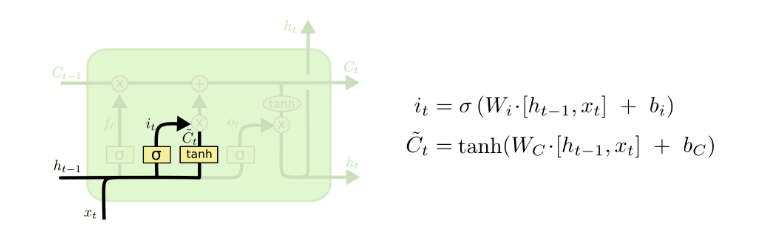 h_t
C_{t-1} C_t
x +
tanh
f_t i_t o_t x x
C̃_t
σ σ tanh σ
h_{t-1} h_t
x_t
i_t = σ (W_i·[h_{t-1}, x_t] + b_i)
C̃_t = tanh(W_C·[h_{t-1}, x_t] + b_C)